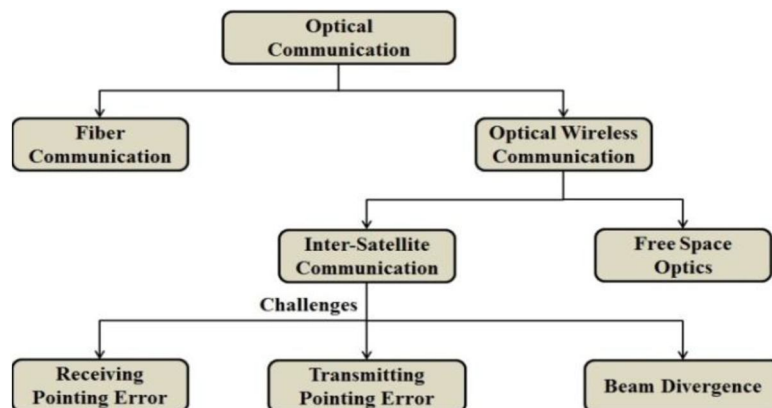 Optical
Communication
Fiber
Communication
Optical Wireless
Communication
Inter-Satellite
Communication
Free Space
Optics
Challenges
Receiving
Pointing Error
Transmitting
Pointing Error
Beam Divergence